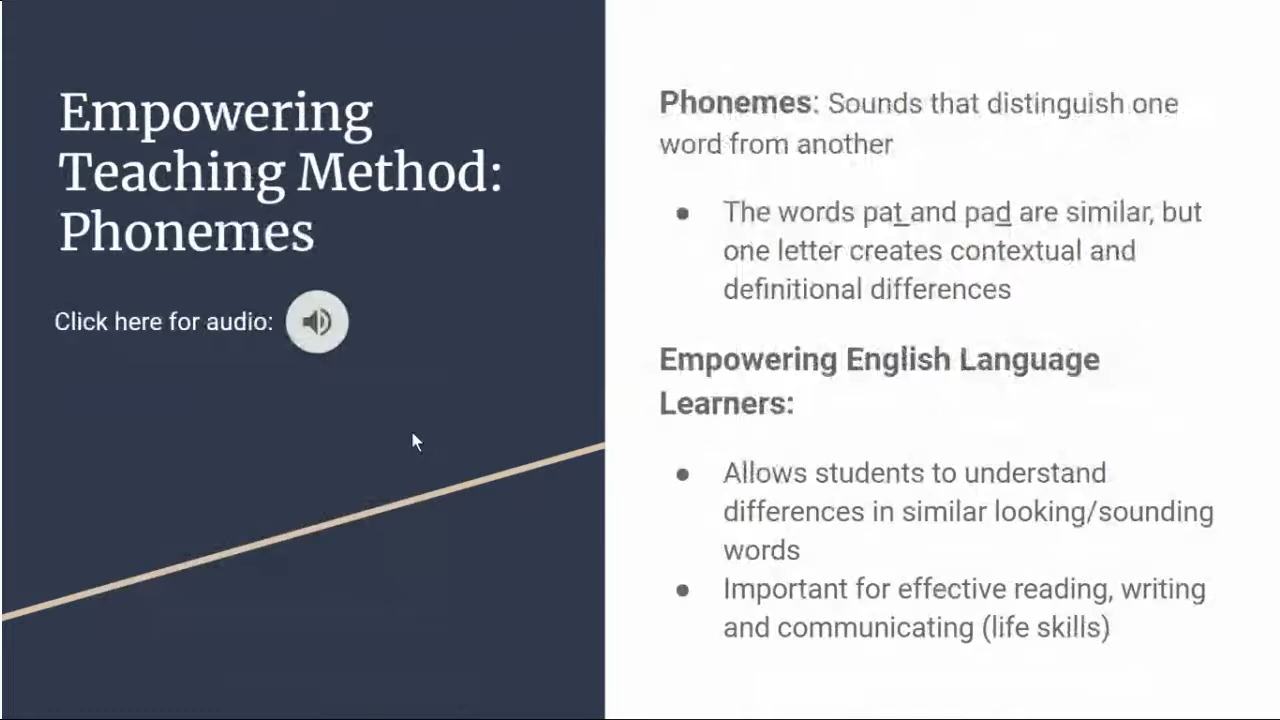 Empowering
Teaching Method:
Phonemes
Click here for audio:
Phonemes: Sounds that distinguish one
word from another
● The words pat and pad are similar, but
one letter creates contextual and
definitional differences
Empowering English Language
Learners:
● Allows students to understand
differences in similar looking/sounding
words
● Important for effective reading, writing
and communicating (life skills)